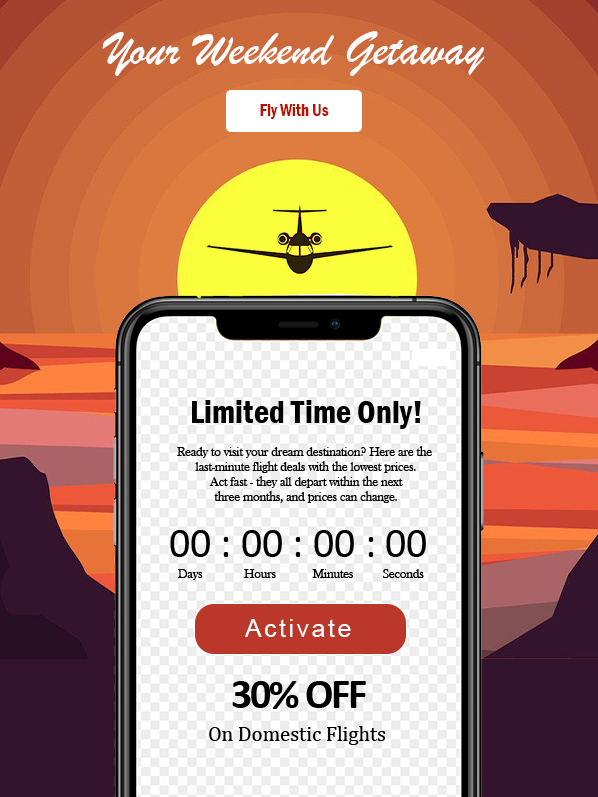 Your Weekend Getaway
Fly With Us
Limited Time Only!
Ready to visit your dream destination? Here are the
last-minute flight deals with the lowest prices.
Act fast - they all depart within the next
three months, and prices can change.
00 : 00 : 00 : 00
Days Hours Minutes Seconds
Activate
30% OFF
On Domestic Flights